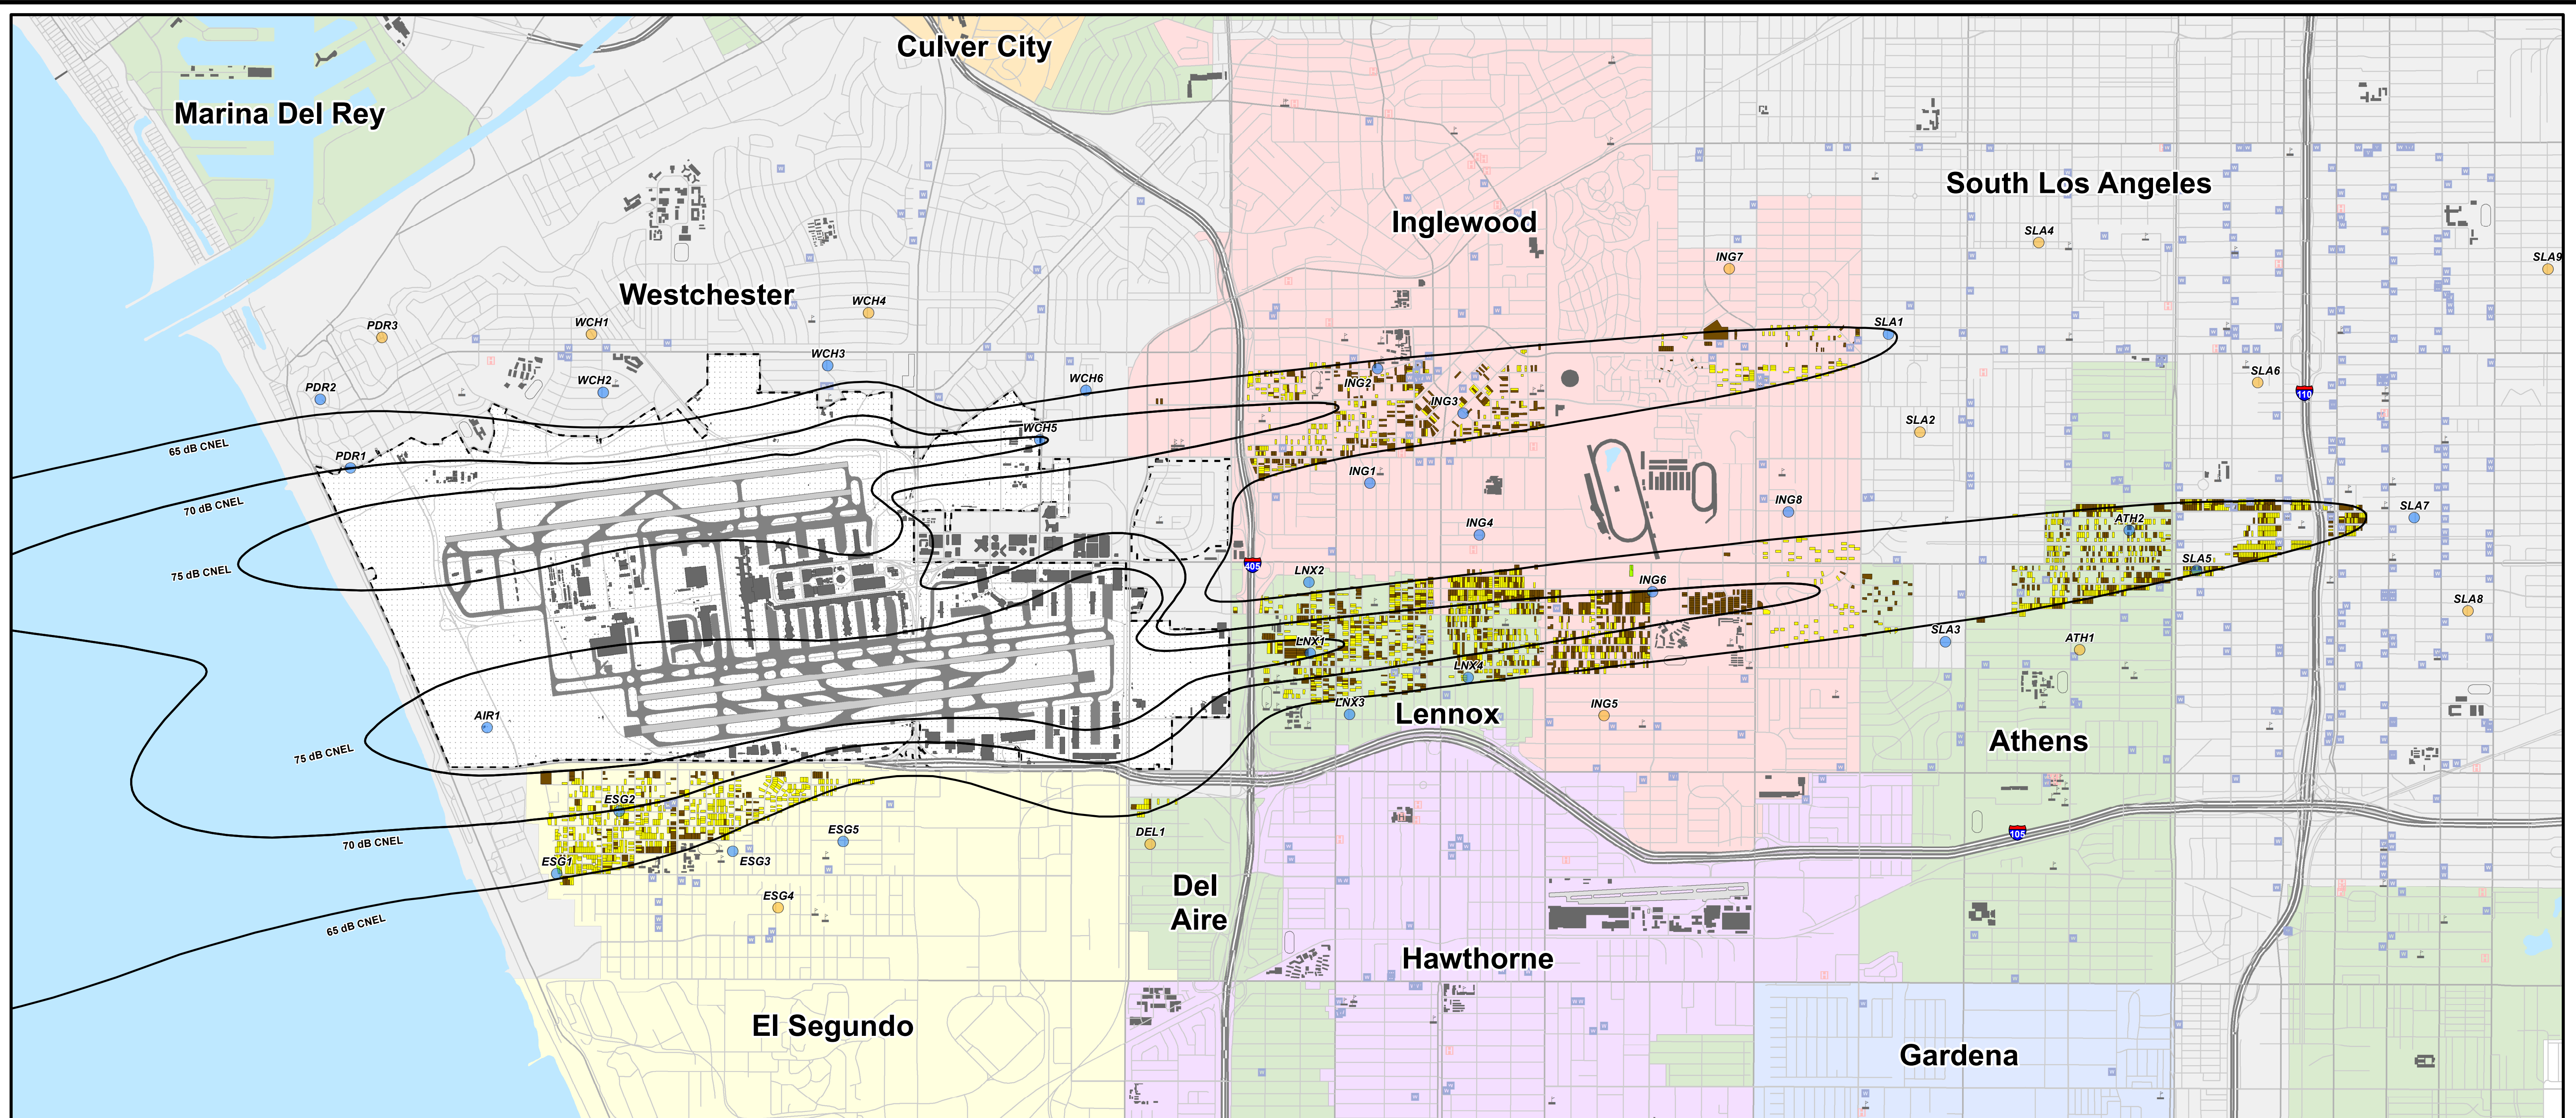 Culver City
Marina Del Rey
South Los Angeles
Inglewood
SLA4
ING7
SLA9
Westchester
WCH4
PDR3
WCH1
SLA1
WCH3
SLA6
PDR2
WCH2
WCH6
ING2
110
ING3
SLA2
WCH5
65 dB CNEL
PDR1
ING1
70 dB CNEL
ING8
SLA7
ING4
ATH2
SLA5
405
75 dB CNEL
LNX2
ING6
SLA8
SLA3
ATH1
LNX1
LNX4
LNX3
ING5
Lennox
AIR1
Athens
75 dB CNEL
ESG2
ESG5
DEL1
105
70 dB CNEL
ESG1
ESG3
Del
Aire
ESG4
65 dB CNEL
Hawthorne
El Segundo
Gardena